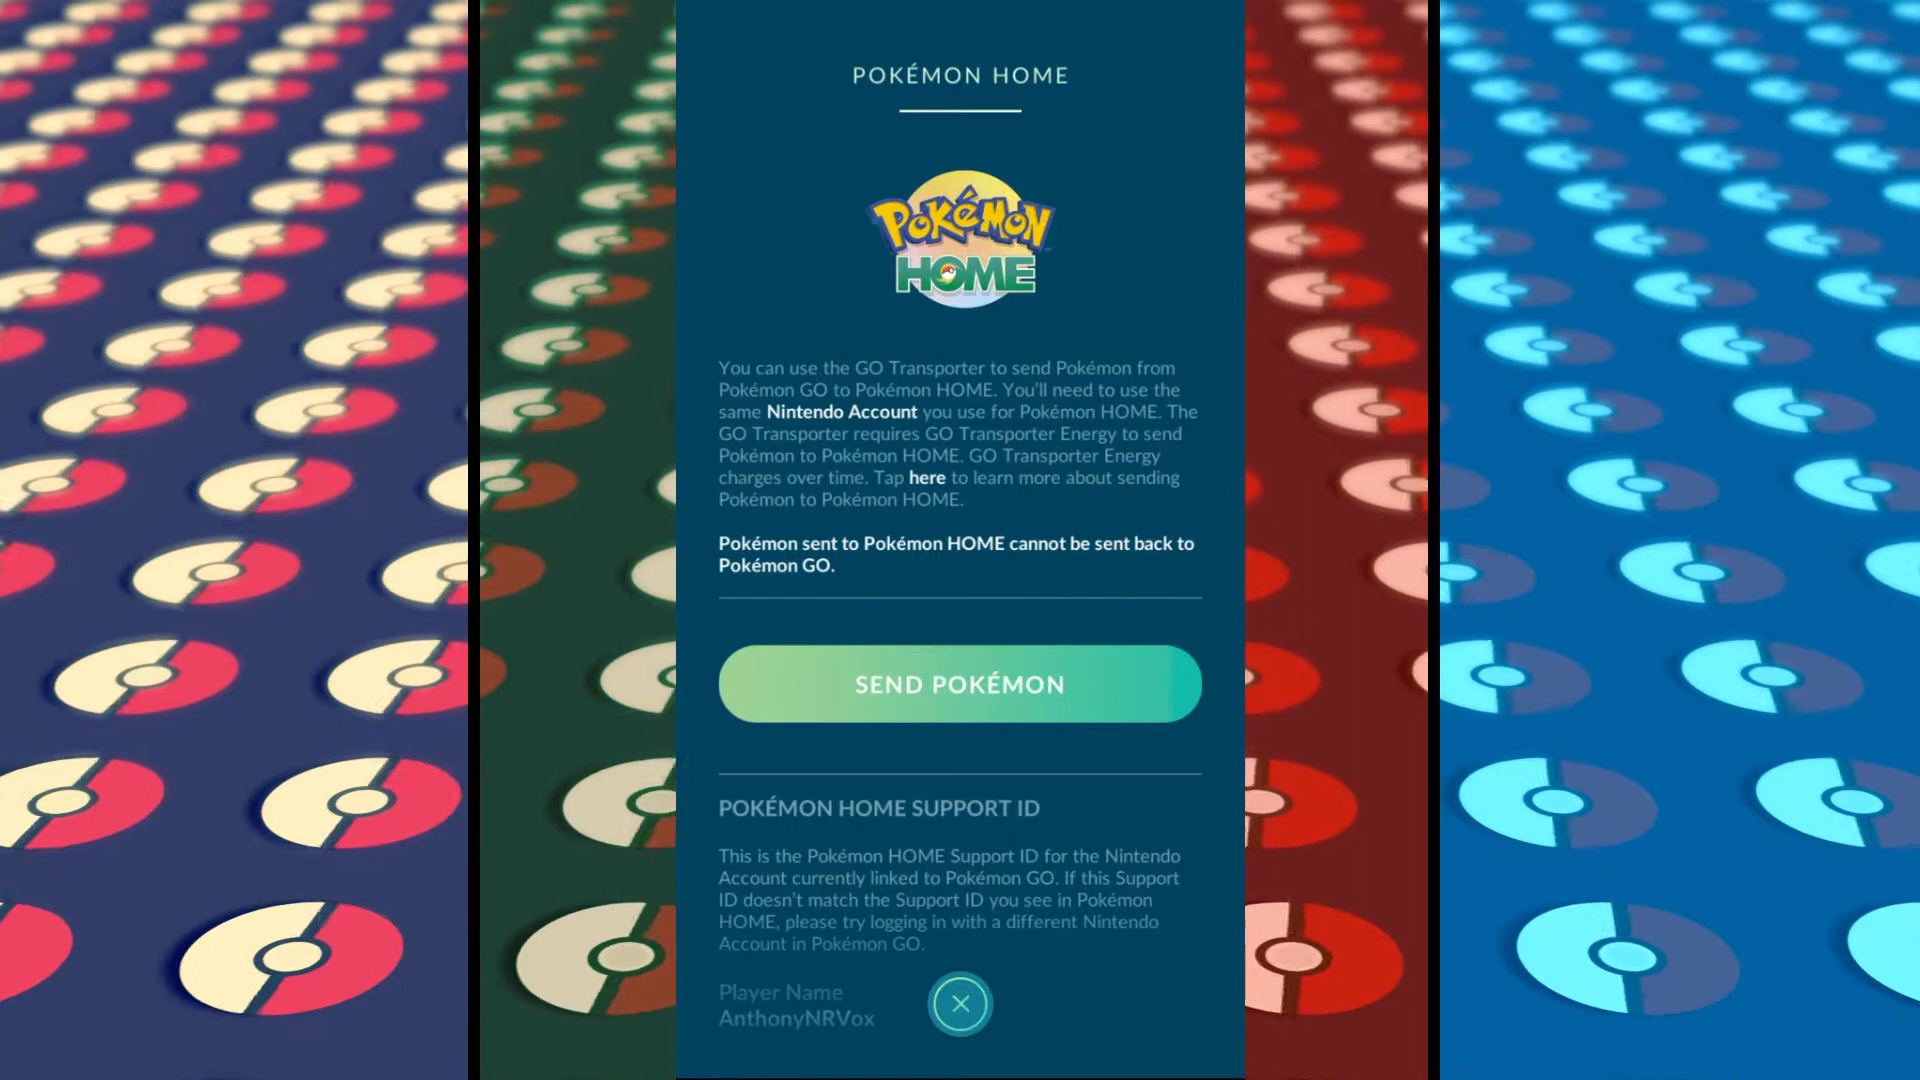 POKÉMON HOME
POKÉMON
HOME
You can use the GO Transporter to send Pokémon from
Pokémon GO to Pokémon HOME. You'll need to use the
same Nintendo Account you use for Pokémon HOME. The
GO Transporter requires GO Transporter Energy to send
Pokémon to Pokémon HOME. GO Transporter Energy
charges over time. Tap here to learn more about sending
Pokémon to Pokémon HOME.
Pokémon sent to Pokémon HOME cannot be sent back to
Pokémon GO.
SEND POKÉMON
POKÉMON HOME SUPPORT ID
This is the Pokémon HOME Support ID for the Nintendo
Account currently linked to Pokémon GO. If this Support
ID doesn't match the Support ID you see in Pokémon
HOME, please try logging in with a different Nintendo
Account in Pokémon GO.
Player Name
AnthonyNRVox